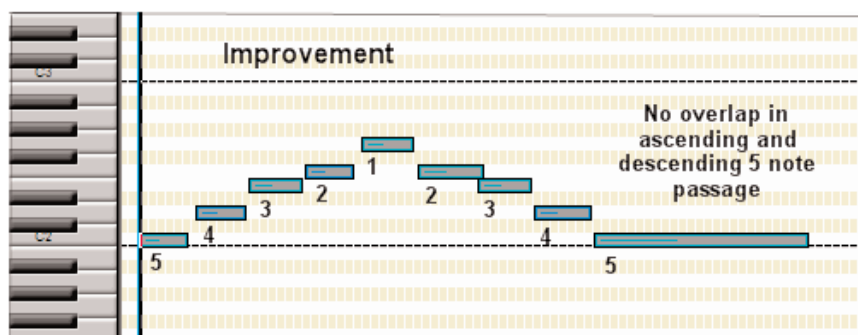 Improvement
C3
No overlap in
ascending and
descending 5 note
passage
1
2
2
3
3
4
4
C2
5
5